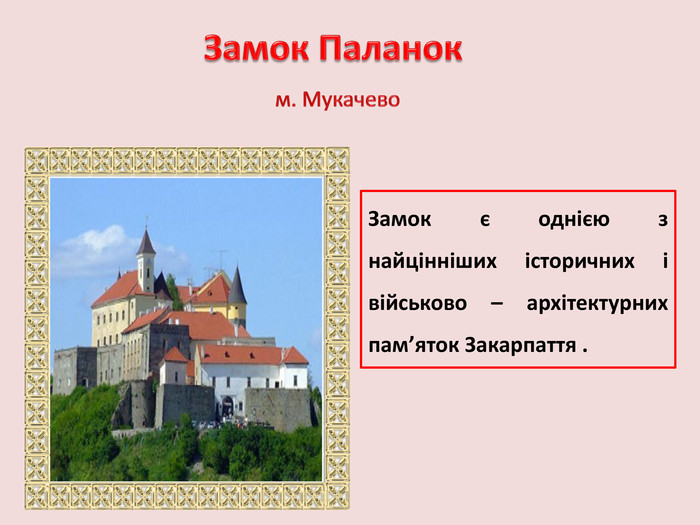 Замок Паланок
м. Мукачево
Замок є однією з
найцінніших історичних і
військово – архітектурних
пам’яток Закарпаття .